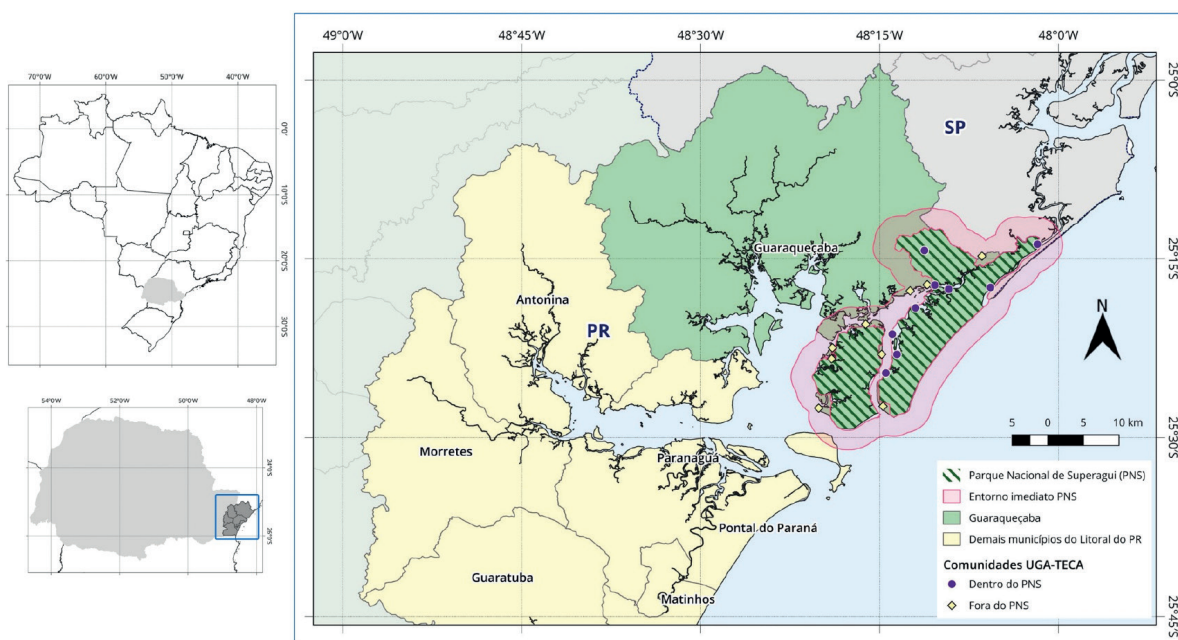 70°0'W 60°0'W 50°0'W 40°0'W
0°0'
10°0'S
20°0'S
30°0'S
54°0'W 52°0'W 50°0'W 48°0'W
24°0'S
26°0'S
49°0'W 48°45'W 48°30'W 48°15'W 48°0'W
25°0'S
25°15'S
25°30'S
25°45'S
SP
Guaraqueçaba
Antonina
PR
N
5 0 5 10 km
Morretes
Paranaguá
Pontal do Paraná
Guaratuba
Matinhos
Parque Nacional de Superagui (PNS)
Entorno imediato PNS
Guaraqueçaba
Demais municípios do Litoral do PR
Comunidades UGA-TECA
Dentro do PNS
Fora do PNS